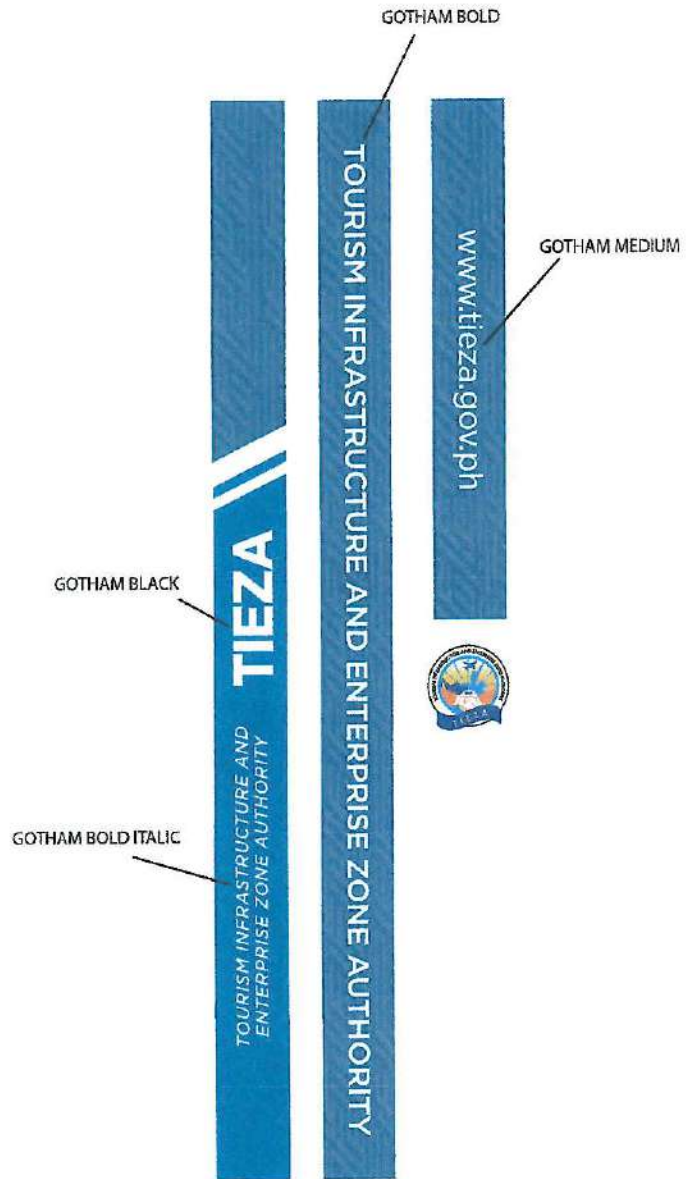 GOTHAM BOLD
TOURISM INFRASTRUCTURE AND ENTERPRISE ZONE AUTHORITY
www.tieza.gov.ph
GOTHAM MEDIUM
GOTHAM BLACK
TIEZA
GOTHAM BOLD ITALIC
TOURISM INFRASTRUCTURE AND
ENTERPRISE ZONE AUTHORITY
TIEZA